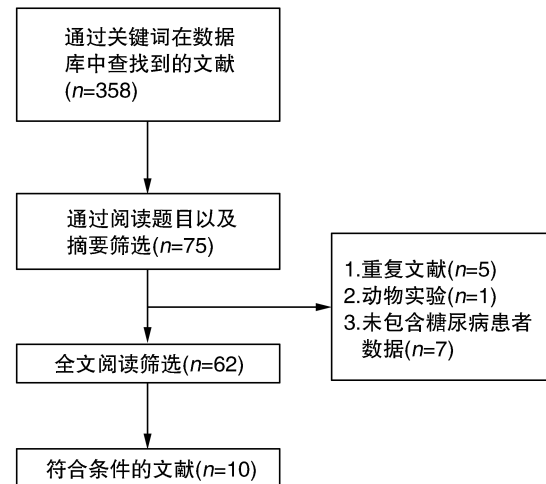 通过关键词在数据
库中查找到的文献
(n=358)
通过阅读题目以及
摘要筛选(n=75)
1.重复文献(n=5)
2.动物实验(n=1)
3.未包含糖尿病患者
数据(n=7)
全文阅读筛选(n=62)
符合条件的文献(n=10)